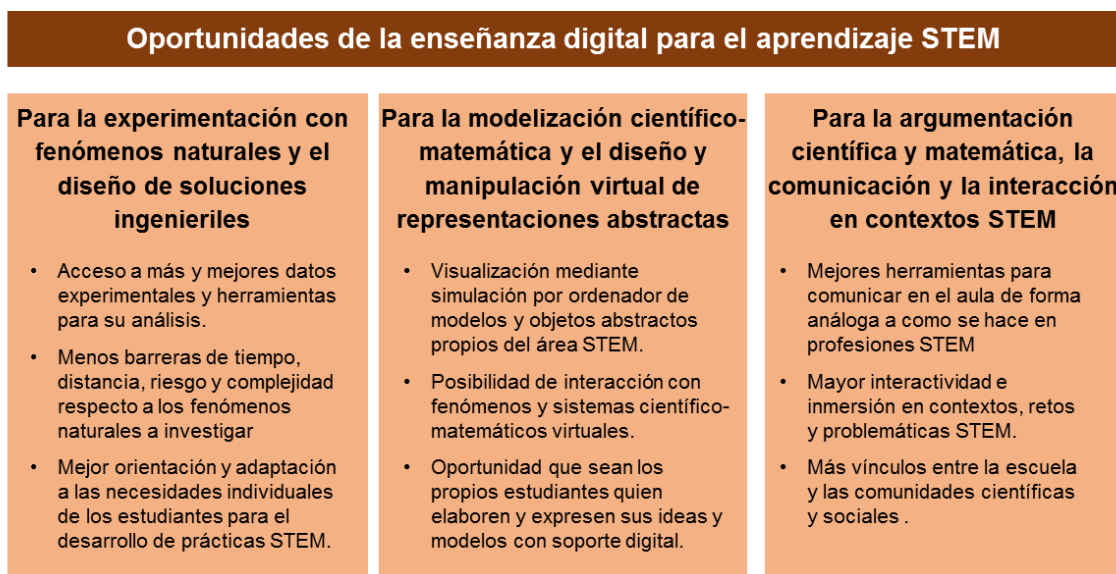 Oportunidades de la enseñanza digital para el aprendizaje STEM
Para la experimentación con
fenómenos naturales y el
diseño de soluciones
ingenieriles
• Acceso a más y mejores datos
experimentales y herramientas
para su análisis.
• Menos barreras de tiempo,
distancia, riesgo y complejidad
respecto a los fenómenos
naturales a investigar
• Mejor orientación y adaptación
a las necesidades individuales
de los estudiantes para el
desarrollo de prácticas STEM.
Para la modelización científico-
matemática y el diseño y
manipulación virtual de
representaciones abstractas
• Visualización mediante
simulación por ordenador de
modelos y objetos abstractos
propios del área STEM.
• Posibilidad de interacción con
fenómenos y sistemas científico-
matemáticos virtuales.
• Oportunidad que sean los
propios estudiantes quien
elaboren y expresen sus ideas y
modelos con soporte digital.
Para la argumentación
científica y matemática, la
comunicación y la interacción
en contextos STEM
• Mejores herramientas para
comunicar en el aula de forma
análoga a como se hace en
profesiones STEM
• Mayor interactividad e
inmersión en contextos, retos
y problemáticas STEM.
• Más vínculos entre la escuela
y las comunidades científicas
y sociales .